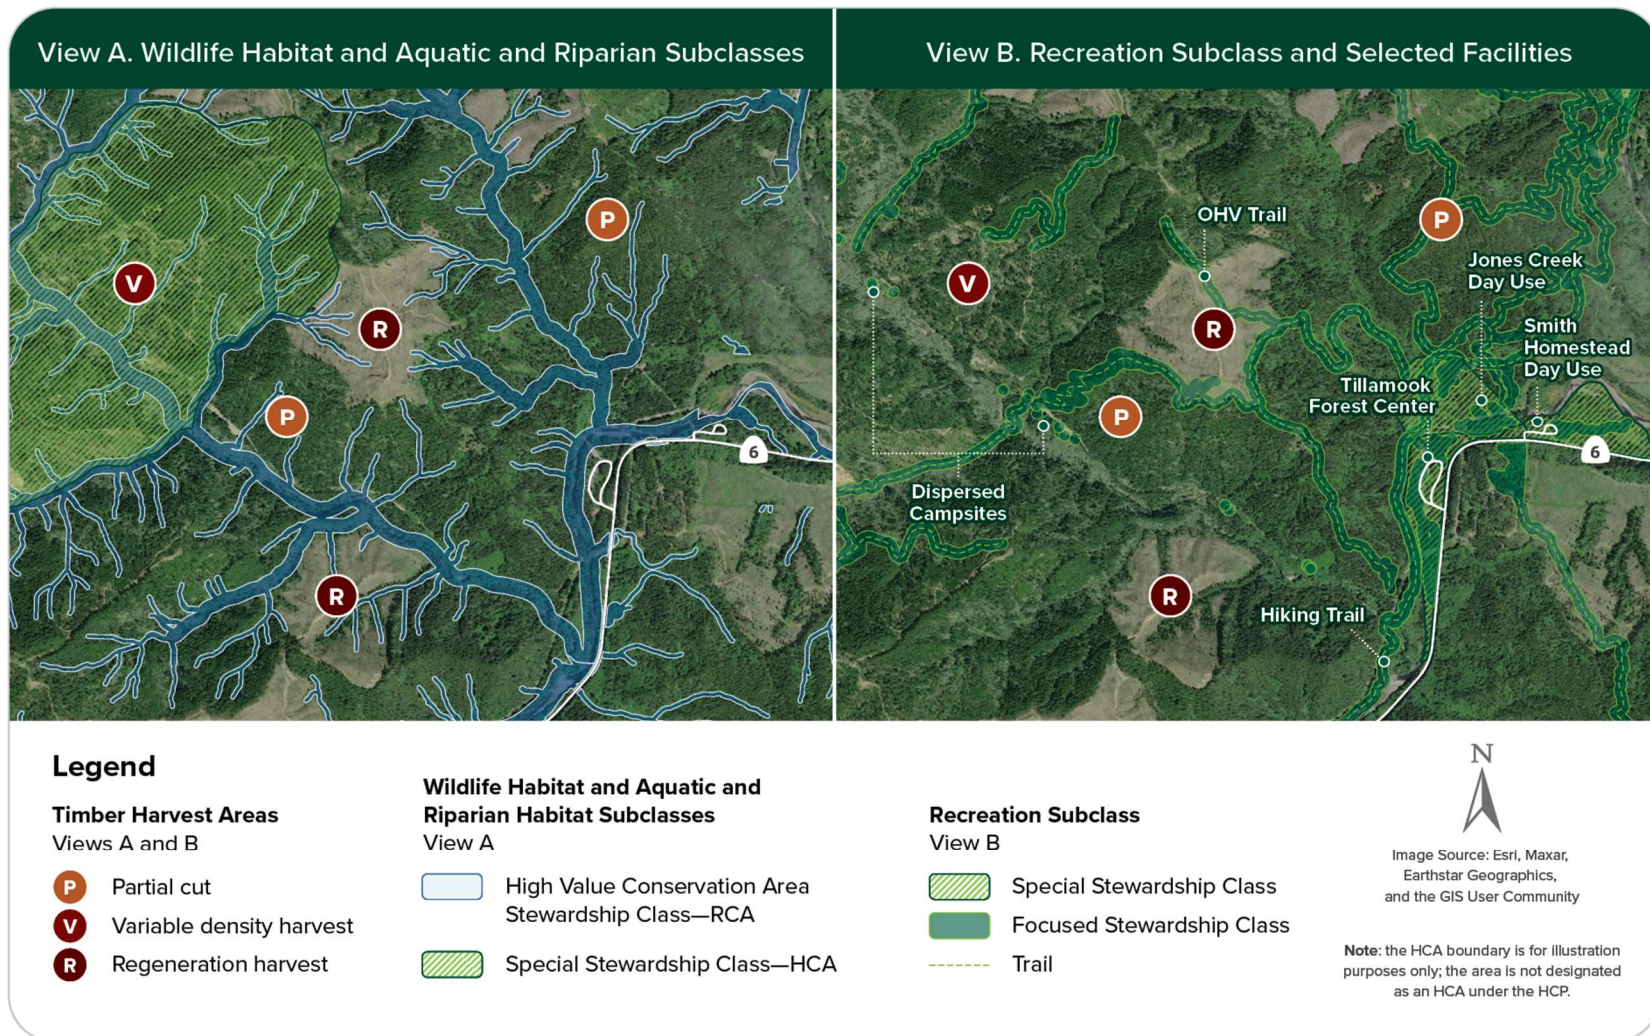 View A. Wildlife Habitat and Aquatic and Riparian Subclasses
V
P
R
P
R
6
View B. Recreation Subclass and Selected Facilities
OHV Trail
P
V
Jones Creek
Day Use
R
Smith
Homestead
Day Use
Tillamook
Forest Center
P
6
Dispersed
Campsites
R
Hiking Trail
Legend
Timber Harvest Areas
Views A and B
P Partial cut
V Variable density harvest
R Regeneration harvest
Wildlife Habitat and Aquatic and
Riparian Habitat Subclasses
View A
High Value Conservation Area
Stewardship Class—RCA
Special Stewardship Class—HCA
Recreation Subclass
View B
Special Stewardship Class
Focused Stewardship Class
Trail
N
Image Source: Esri, Maxar,
Earthstar Geographics,
and the GIS User Community
Note: the HCA boundary is for illustration
purposes only; the area is not designated
as an HCA under the HCP.